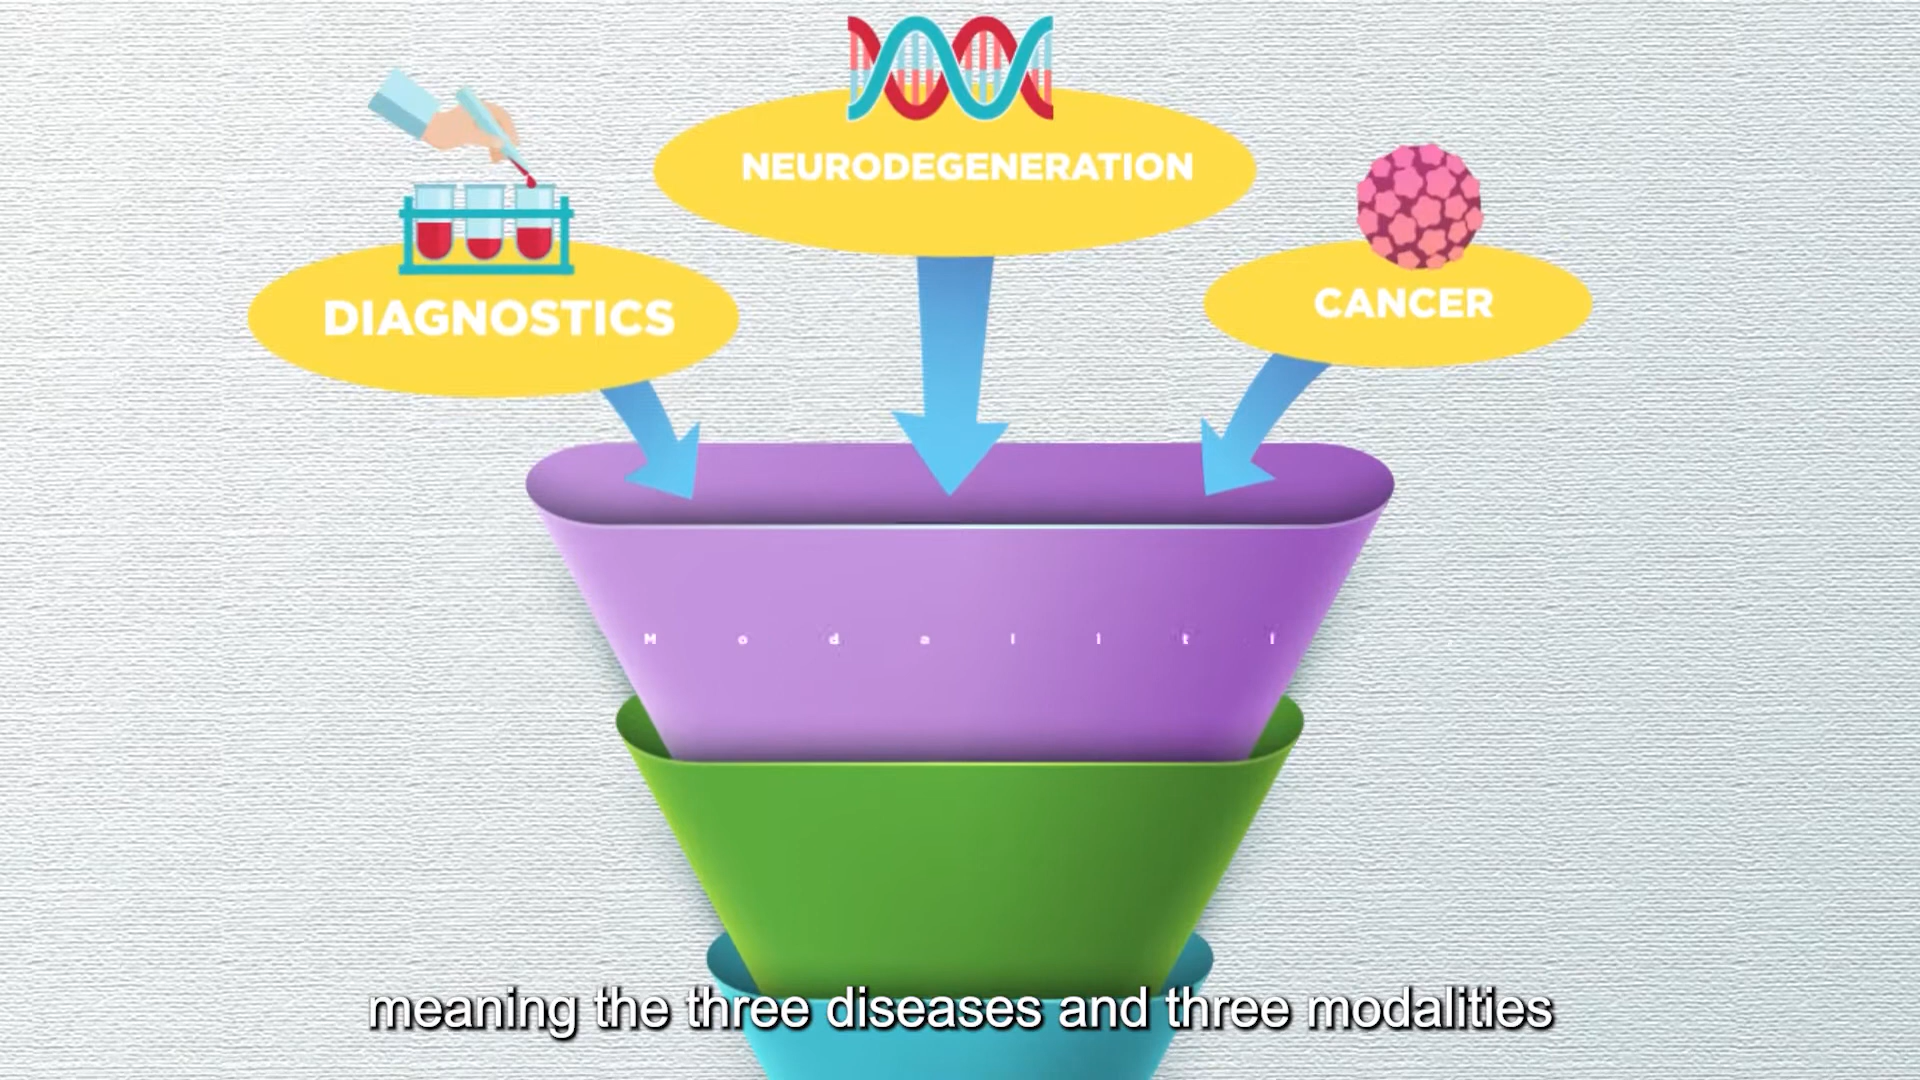 NEURODEGENERATION
DIAGNOSTICS
CANCER
M o d a l i t i
meaning the three diseases and three modalities